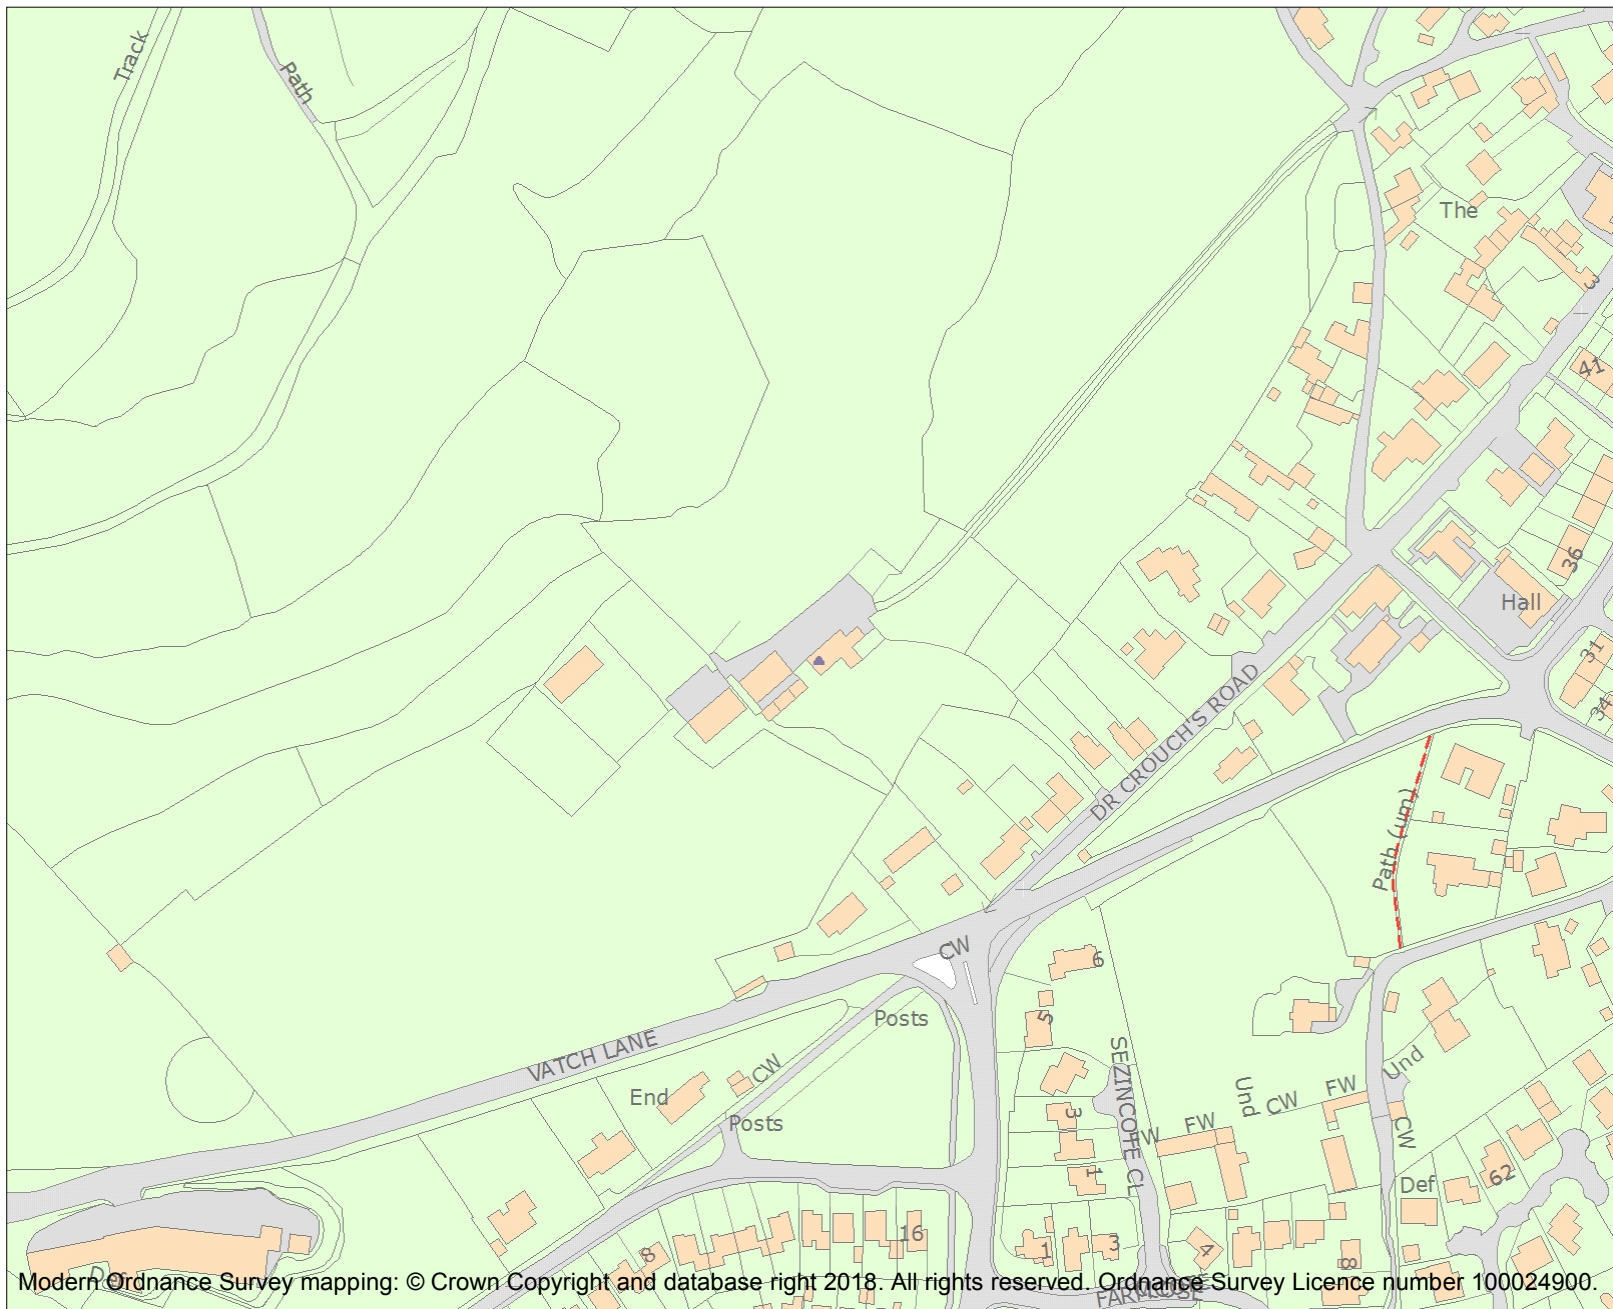 Track
Path
The
3
41
36
Hall
31
34
DR CROUCH'S ROAD
Path (um)
CW
6
Posts
5
VATCH LANE
CW
SEZINCOTE CL
Und
Und
End
FW
CW
Posts
3
FW
FW
CW
1
Def
62
16
8
1
3
4
8
Modern Ordnance Survey mapping: © Crown Copyright and database right 2018. All rights reserved. Ordnance Survey Licence number 100024900.